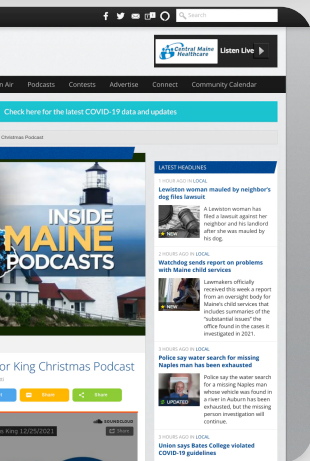 Search
Central Maine
Healthcare
Listen Live
n Air
Podcasts
Contests
Advertise
Connect
Community Calendar
Check here for the latest COVID-19 data and updates
Christmas Podcast
INSIDE
MAINE
PODCASTS
or King Christmas Podcast
Share
Share
SOUNDCLOUD
as King 12/25/2021
Share
LATEST HEADLINES
1 HOUR AGO IN LOCAL
Lewiston woman mauled by neighbor's
dog files lawsuit
NEW
A Lewiston woman has
filed a lawsuit against her
neighbor and his landlord
after she was mauled by
his dog.
2 HOURS AGO IN LOCAL
Watchdog sends report on problems
with Maine child services
NEW
Lawmakers officially
received this week a report
from an oversight body for
Maine's child services that
includes summaries of the
"substantial issues" the
office found in the cases it
investigated in 2021.
3 HOURS AGO IN LOCAL
Police say water search for missing
Naples man has been exhausted
UPDATED
Police say the water search
for a missing Naples man
whose vehicle was found in
a river in Auburn has been
exhausted, but the missing
person investigation will
continue.
4 HOURS AGO IN LOCAL
Union says Bates College violated
COVID-19 guidelines